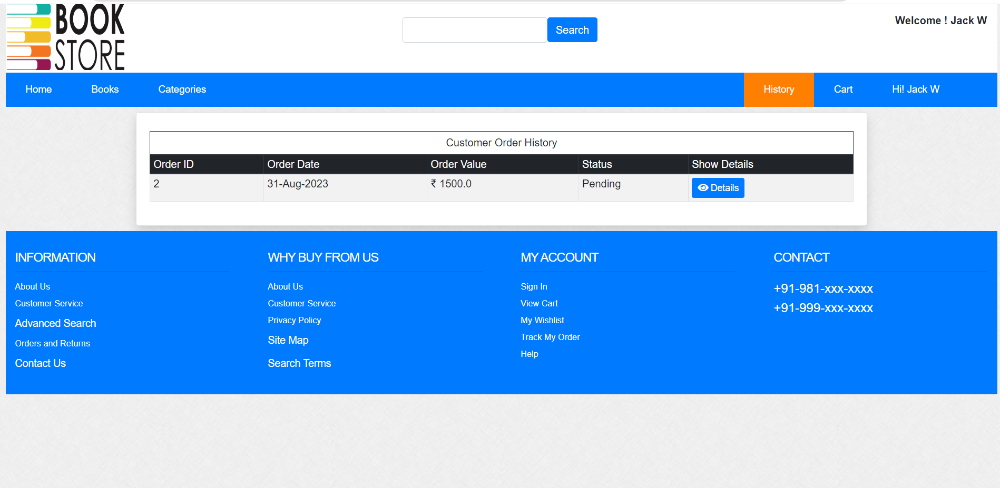 BOOK
STORE
Search
Welcome ! Jack W
Home Books Categories History Cart Hi! Jack W
Customer Order History
Order ID Order Date Order Value Status Show Details
2 31-Aug-2023 ₹ 1500.0 Pending Details
INFORMATION
About Us
Customer Service
Advanced Search
Orders and Returns
Contact Us
WHY BUY FROM US
About Us
Customer Service
Privacy Policy
Site Map
Search Terms
MY ACCOUNT
Sign In
View Cart
My Wishlist
Track My Order
Help
CONTACT
+91-981-xxx-xxxx
+91-999-xxx-xxxx